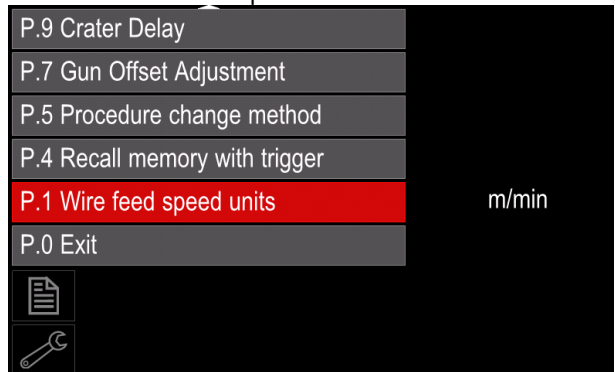 P.9 Crater Delay
P.7 Gun Offset Adjustment
P.5 Procedure change method
P.4 Recall memory with trigger
P.1 Wire feed speed units m/min
P.0 Exit